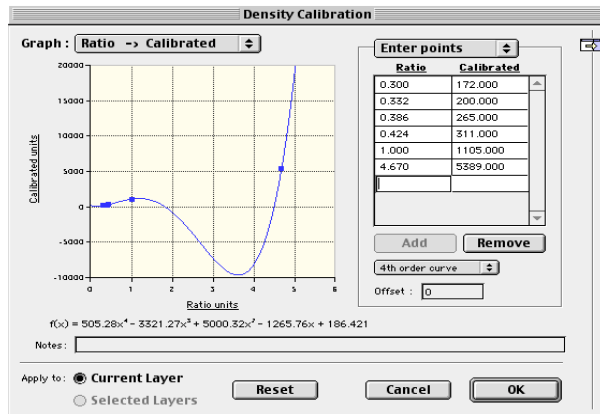 Density Calibration
Graph : Ratio -> Calibrated
Enter points
Ratio Calibrated
0.300 172.000
0.332 200.000
0.386 265.000
0.424 311.000
1.000 1105.000
4.670 5389.000
20000
15000
10000
5000
0
-5000
-10000
Calibrated units
0 1 2 3 4 5 6
Ratio units
Add Remove
4th order curve
Offset : 0
f(x) = 505.28x⁴ - 3321.27x³ + 5000.32x² - 1265.76x + 186.421
Notes :
Apply to : Current Layer
Selected Layers
Reset Cancel OK